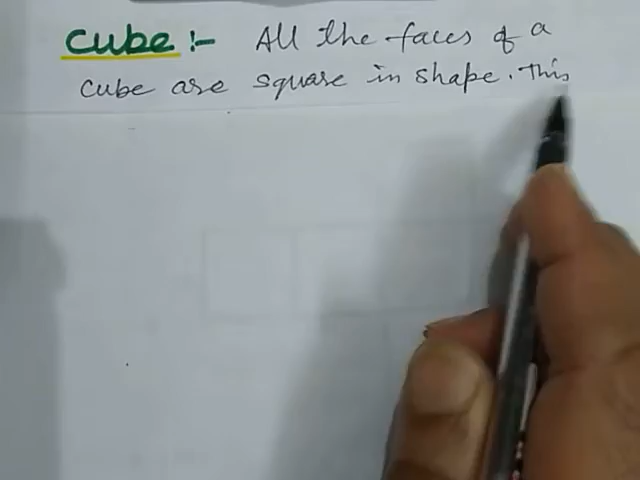 Cube :- All the faces of a
cube are square in shape. This